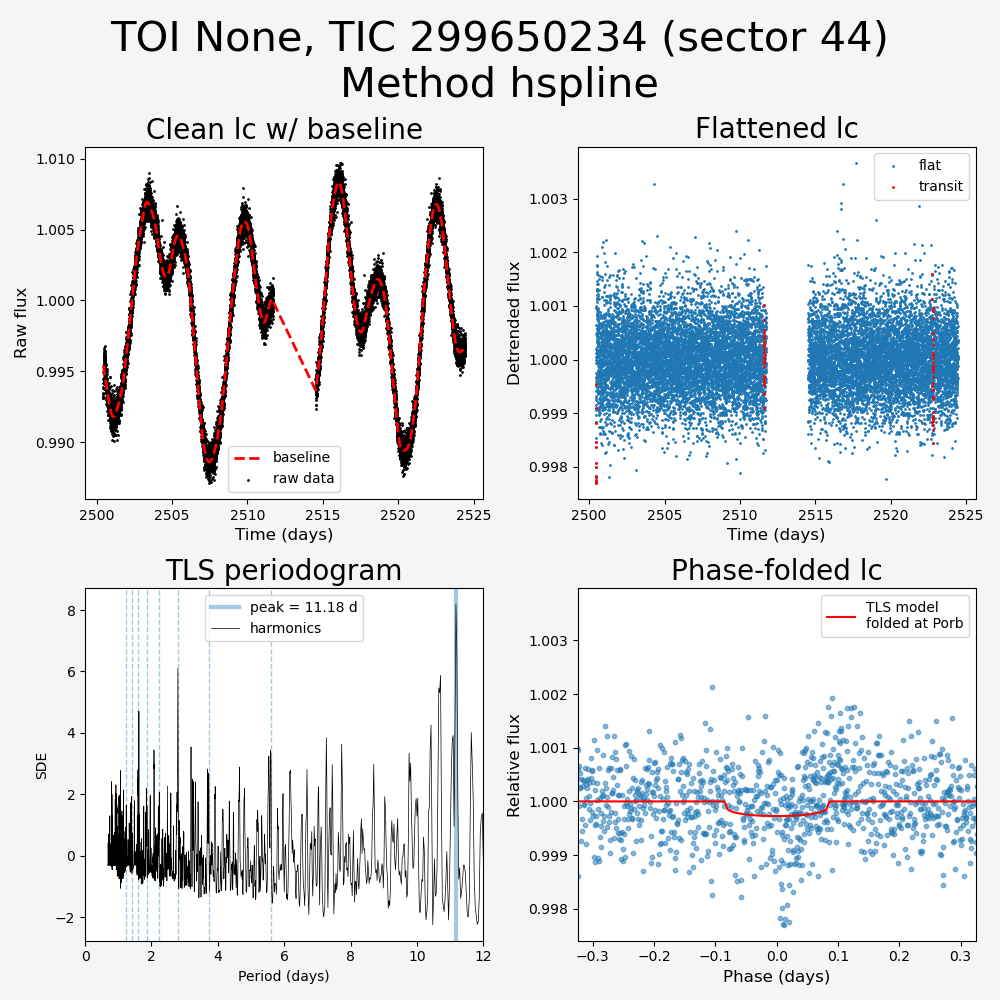 TOI None, TIC 299650234 (sector 44)
Method hspline
Clean lc w/ baseline
Raw flux
1.010
1.005
1.000
0.995
0.990
baseline
raw data
2500
2505
2510
2515
2520
2525
Time (days)
Flattened lc
Detrended flux
1.003
1.002
1.001
1.000
0.999
0.998
flat
transit
2500
2505
2510
2515
2520
2525
Time (days)
TLS periodogram
SDE
8
6
4
2
0
−2
peak = 11.18 d
harmonics
0
2
4
6
8
10
12
Period (days)
Phase-folded lc
Relative flux
1.003
1.002
1.001
1.000
0.999
0.998
TLS model
folded at Porb
−0.3
−0.2
−0.1
0.0
0.1
0.2
0.3
Phase (days)